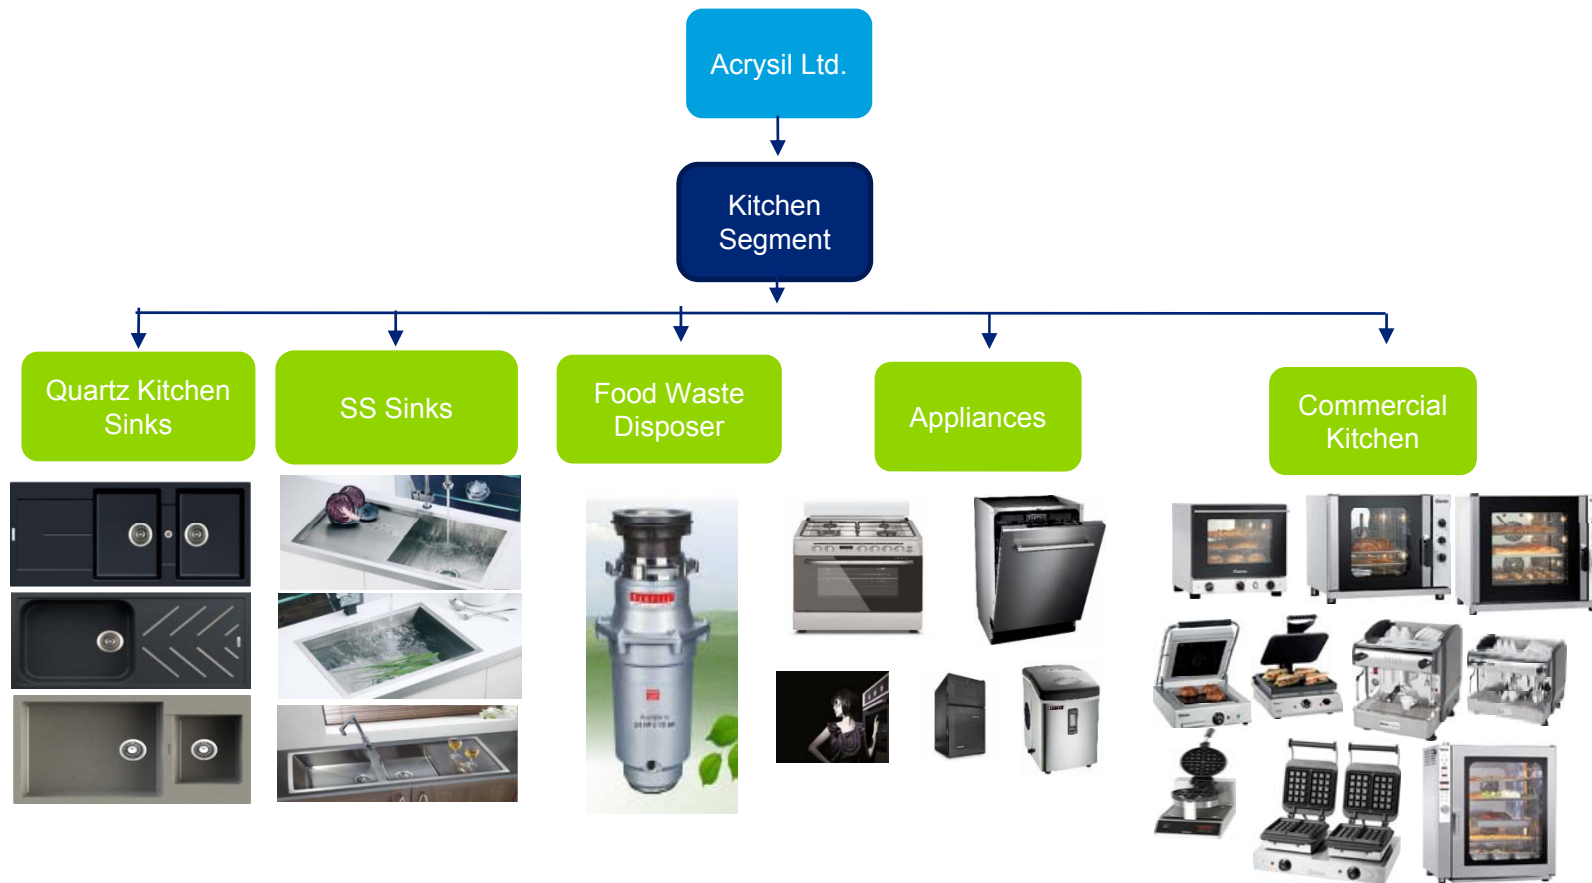 Acrysil Ltd.
Kitchen
Segment
Quartz Kitchen
Sinks
SS Sinks
Food Waste
Disposer
Appliances
Commercial
Kitchen